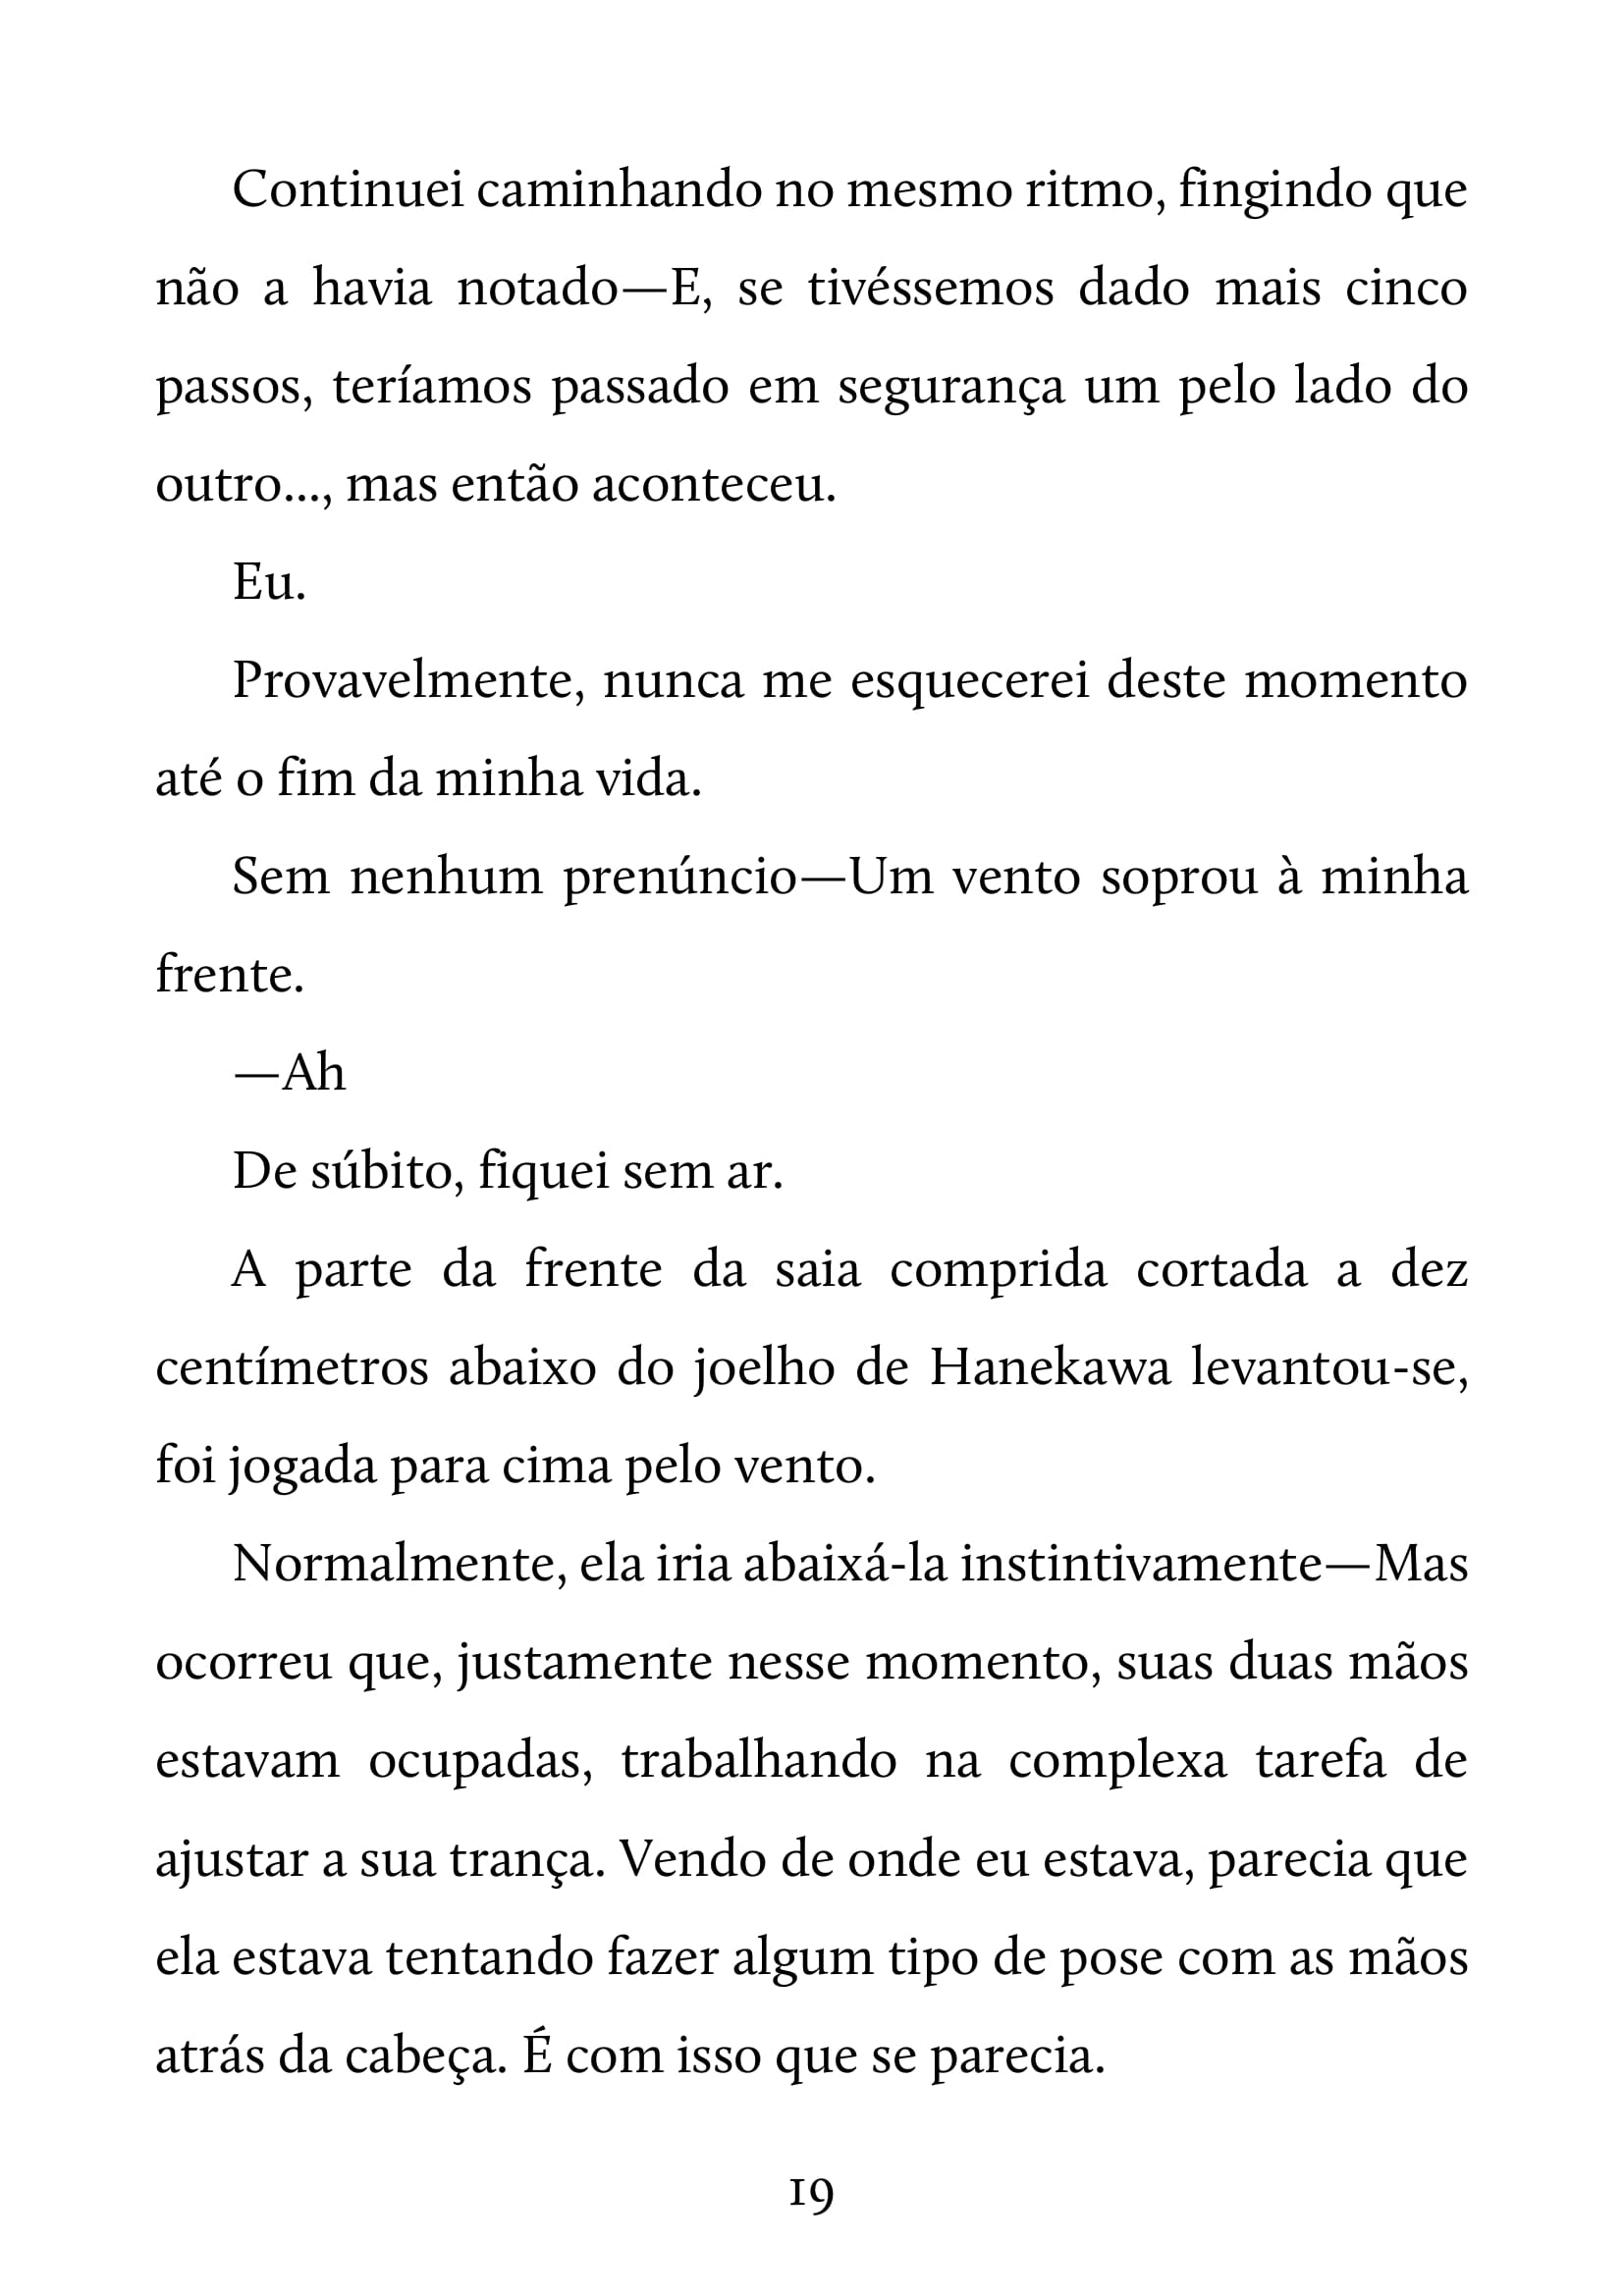 Continuei caminhando no mesmo ritmo, fingindo que
não a havia notado—E, se tivéssemos dado mais cinco
passos, teríamos passado em segurança um pelo lado do
outro..., mas então aconteceu.
Eu.
Provavelmente, nunca me esquecerei deste momento
até o fim da minha vida.
Sem nenhum prenúncio—Um vento soprou à minha
frente.
—Ah
De súbito, fiquei sem ar.
A parte da frente da saia comprida cortada a dez
centímetros abaixo do joelho de Hanekawa levantou-se,
foi jogada para cima pelo vento.
Normalmente, ela iria abaixá-la instintivamente—Mas
ocorreu que, justamente nesse momento, suas duas mãos
estavam ocupadas, trabalhando na complexa tarefa de
ajustar a sua trança. Vendo de onde eu estava, parecia que
ela estava tentando fazer algum tipo de pose com as mãos
atrás da cabeça. É com isso que se parecia.
19